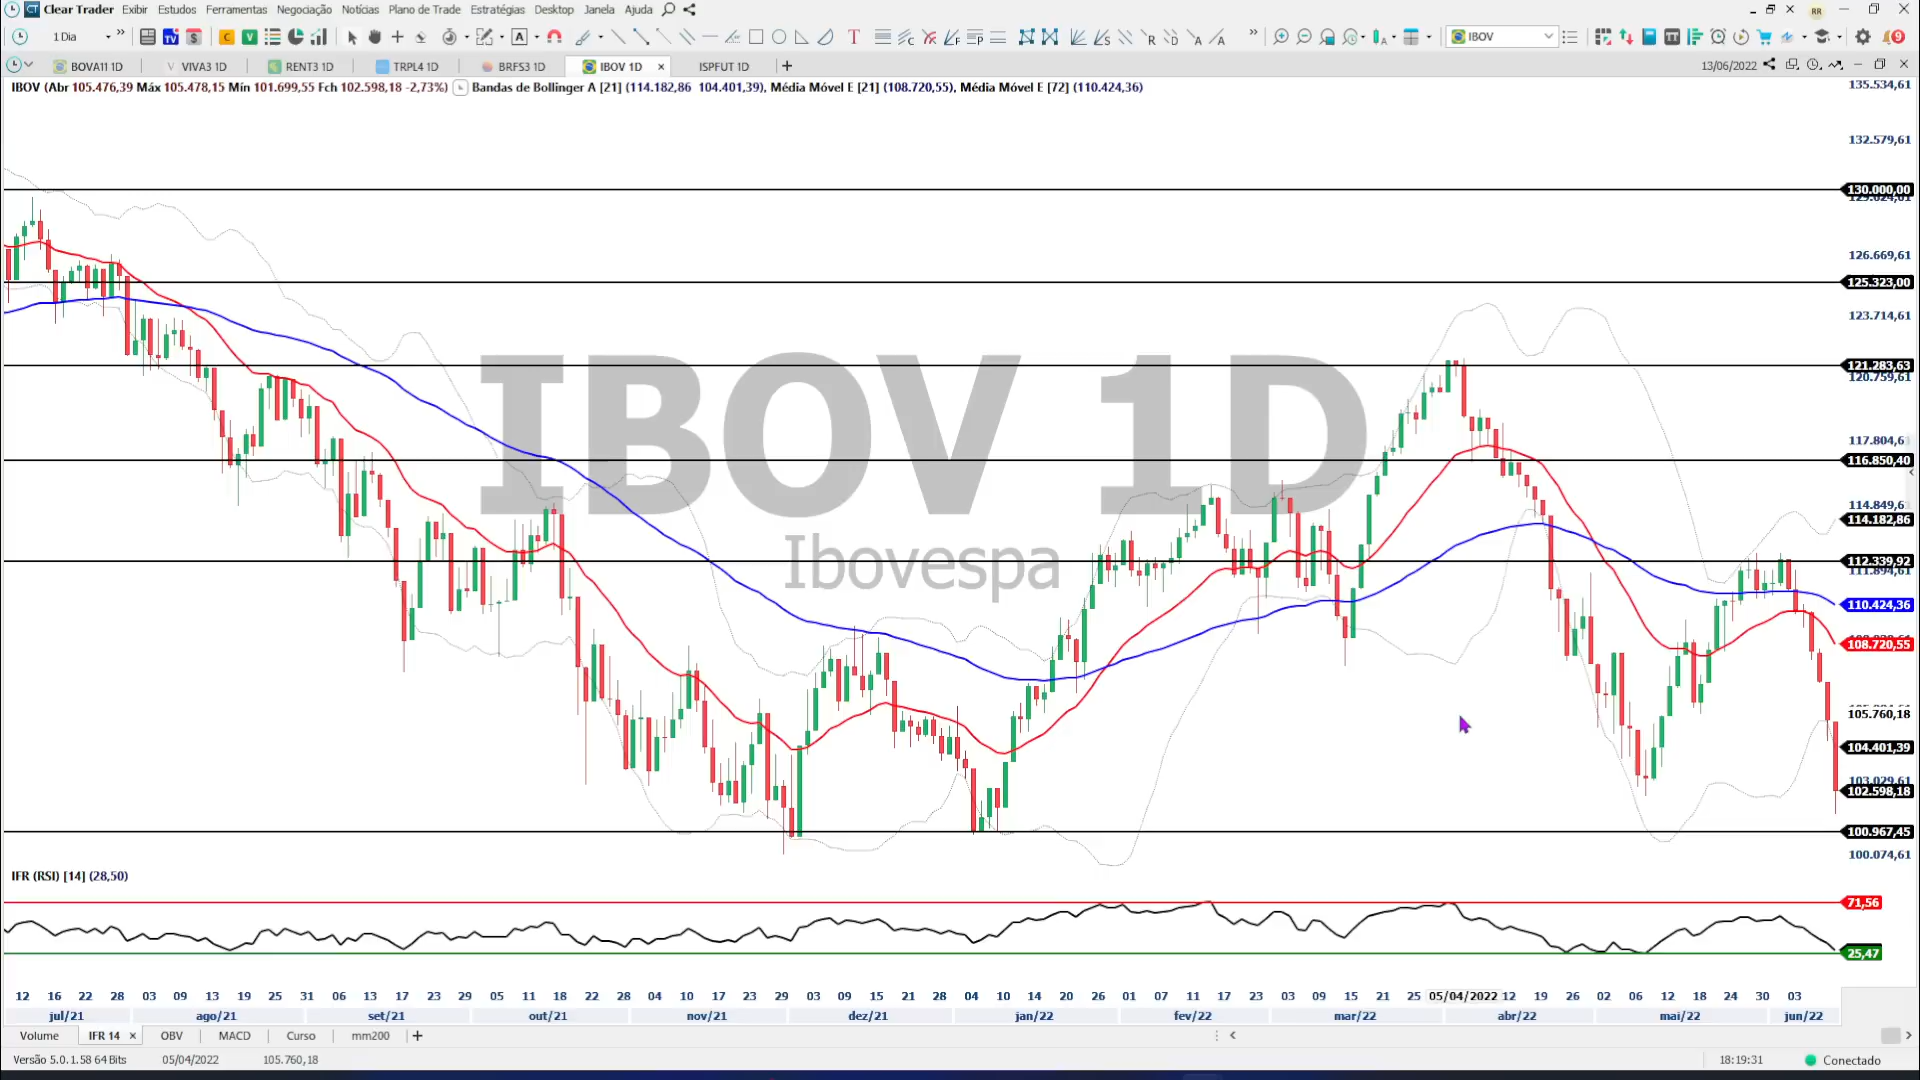 CT Clear Trader Exibir Estudos Ferramentas Negociação Notícias Plano de Trade Estratégias Desktop Janela Ajuda RR
1 Dia IBOV 9
BOVA11 1D VIVA3 1D RENT3 1D TRPL4 1D BRFS3 1D IBOV 1D x ISPFUT 1D + 13/06/2022
IBOV (Abr 105.476,39 Máx 105.478,15 Mín 101.699,55 Fch 102.598,18 -2,73%) Bandas de Bollinger A [21] (114.182,86 104.401,39), Média Móvel E [21] (108.720,55), Média Móvel E [72] (110.424,36)
135.534,61
132.579,61
130.000,00
129.624,61
126.669,61
125.323,00
123.714,61
121.283,63
120.759,61
117.804,61
116.850,40
114.849,61
114.182,86
112.339,92
111.894,61
110.424,36
108.720,55
105.760,18
104.401,39
103.029,61
102.598,18
100.967,45
100.074,61
IBOV 1D
Ibovespa
IFR (RSI) [14] (28,50)
71,56
25,47
12 16 22 28 03 09 13 19 25 31 06 13 17 23 29 05 11 18 22 28 04 10 17 23 29 03 09 15 21 28 04 10 14 20 26 01 07 11 17 23 03 09 15 21 25 05/04/2022 12 19 26 02 06 12 18 24 30 03
jul/21 ago/21 set/21 out/21 nov/21 dez/21 jan/22 fev/22 mar/22 abr/22 mai/22 jun/22
Volume IFR 14 x OBV MACD Curso mm200 +
Versão 5.0.1.58 64 Bits 05/04/2022 105.760,18 18:19:31 Conectado